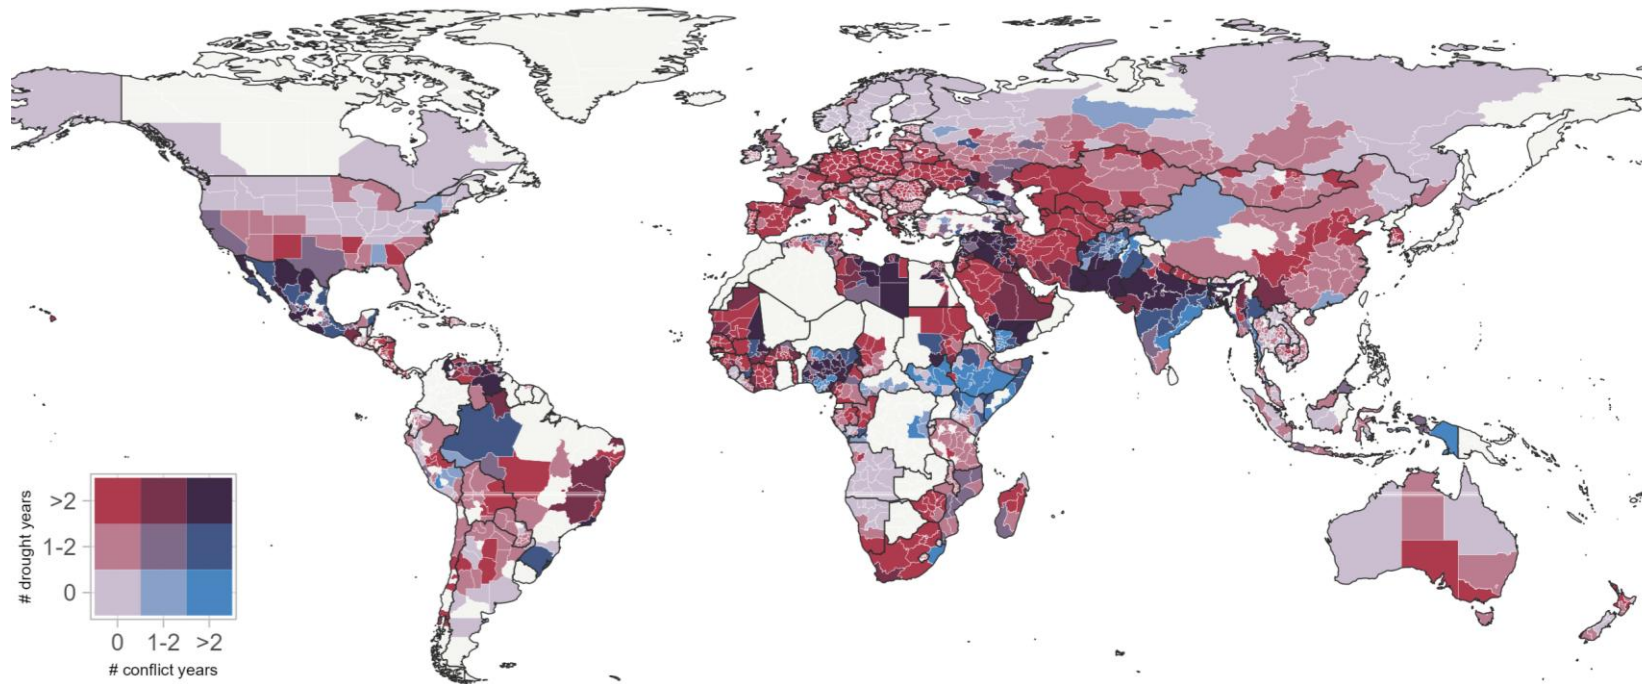 # drought years
>2
1-2
0
0 1-2 >2
# conflict years